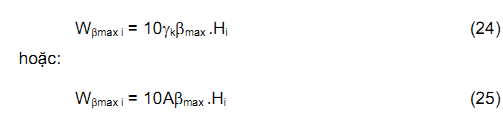 Wβmax i = 10γkβmax .Hi (24)
hoặc:
Wβmax i = 10Aβmax .Hi (25)